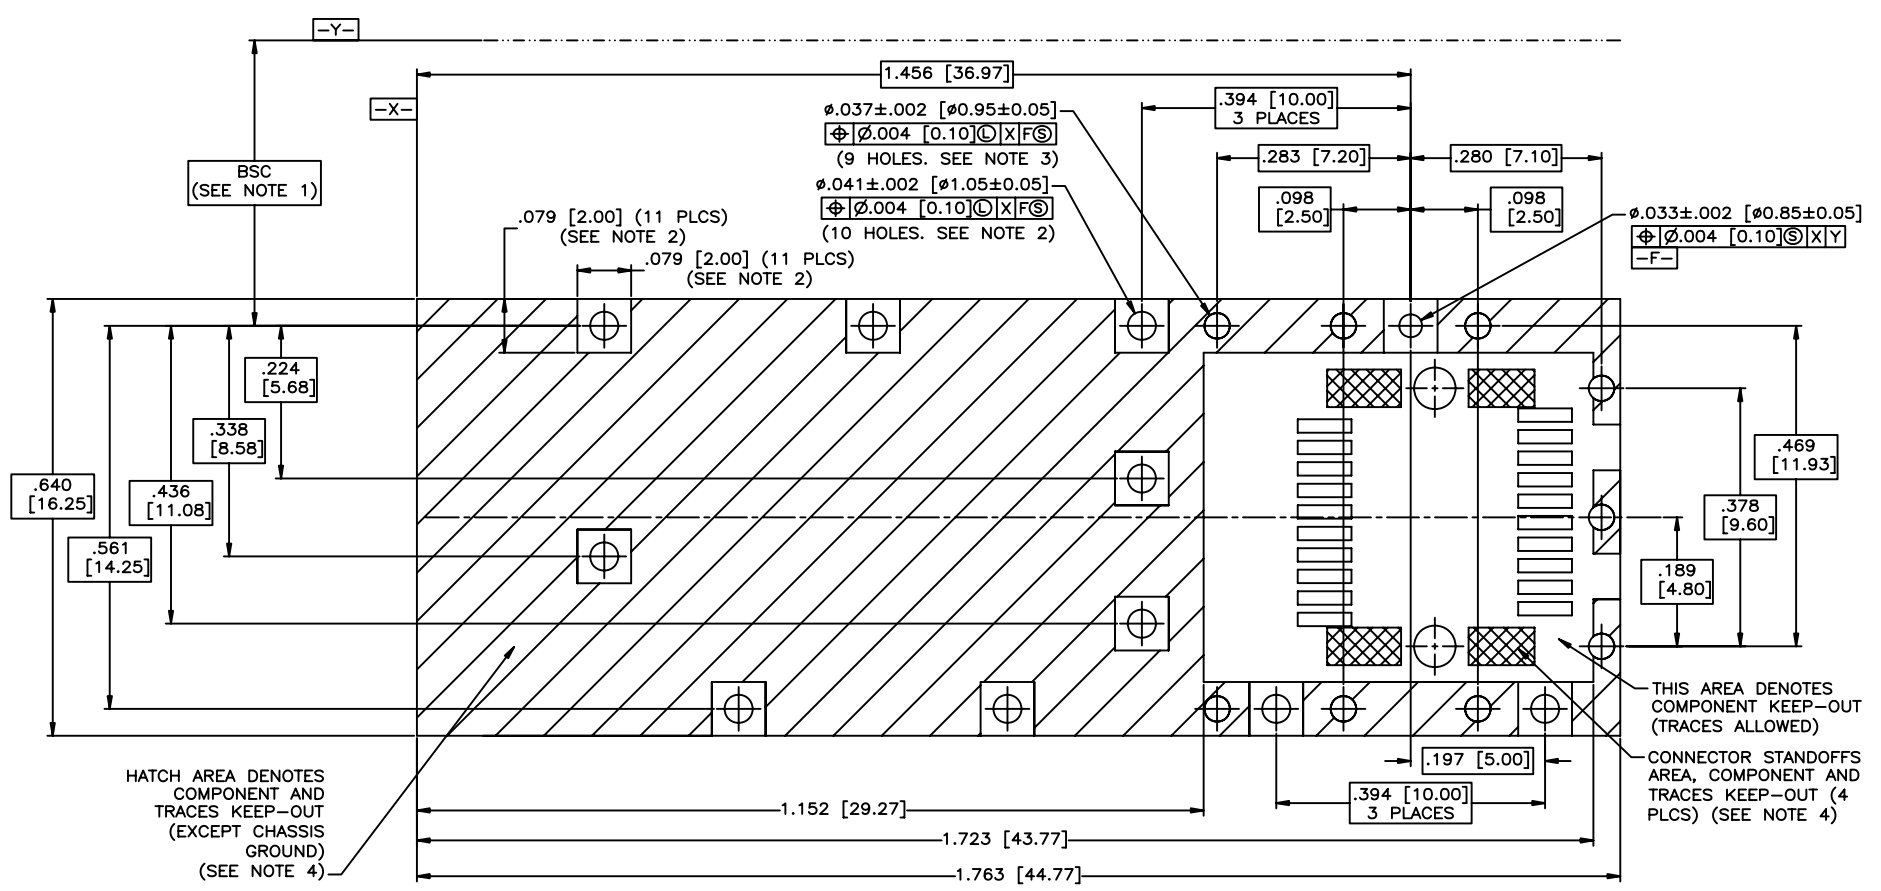 -Y-
1.456 [36.97]
-X-
.394 [10.00]
3 PLACES
ø.037±.002 [ø0.95±0.05]
⌖ Ø.004 [0.10]Ⓛ X FⓈ
(9 HOLES. SEE NOTE 3)
.283 [7.20]
.280 [7.10]
BSC
(SEE NOTE 1)
ø.041±.002 [ø1.05±0.05]
⌖ Ø.004 [0.10]Ⓛ X FⓈ
(10 HOLES. SEE NOTE 2)
.098
[2.50]
.098
[2.50]
ø.033±.002 [ø0.85±0.05]
⌖ Ø.004 [0.10]Ⓢ X Y
-F-
.079 [2.00] (11 PLCS)
(SEE NOTE 2)
.079 [2.00] (11 PLCS)
(SEE NOTE 2)
.224
[5.68]
.338
[8.58]
.436
[11.08]
.640
[16.25]
.561
[14.25]
.469
[11.93]
.378
[9.60]
.189
[4.80]
THIS AREA DENOTES
COMPONENT KEEP-OUT
(TRACES ALLOWED)
CONNECTOR STANDOFFS
AREA, COMPONENT AND
TRACES KEEP-OUT (4
PLCS) (SEE NOTE 4)
HATCH AREA DENOTES
COMPONENT AND
TRACES KEEP-OUT
(EXCEPT CHASSIS
GROUND)
(SEE NOTE 4)
.197 [5.00]
.394 [10.00]
3 PLACES
1.152 [29.27]
1.723 [43.77]
1.763 [44.77]